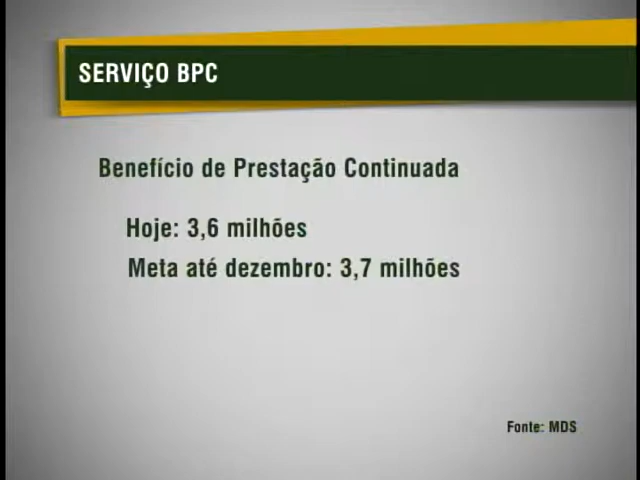 SERVIÇO BPC
Benefício de Prestação Continuada
Hoje: 3,6 milhões
Meta até dezembro: 3,7 milhões
Fonte: MDS